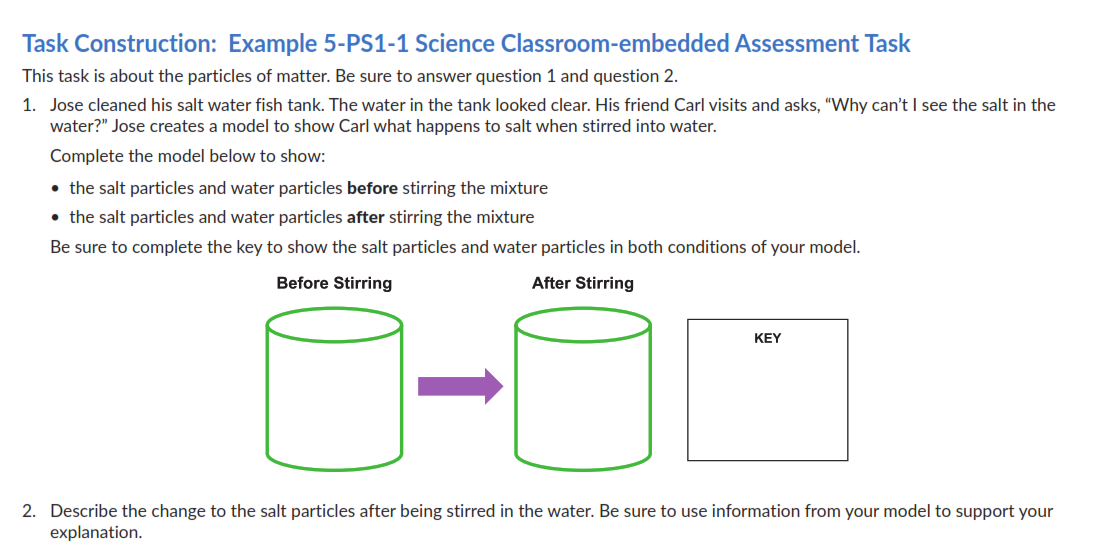 Task Construction:  Example 5-PS1-1 Science Classroom-embedded Assessment Task
This task is about the particles of matter. Be sure to answer question 1 and question 2.
1. Jose cleaned his salt water fish tank. The water in the tank looked clear. His friend Carl visits and asks, “Why can’t I see the salt in the
water?” Jose creates a model to show Carl what happens to salt when stirred into water.
Complete the model below to show:
• the salt particles and water particles before stirring the mixture
• the salt particles and water particles after stirring the mixture
Be sure to complete the key to show the salt particles and water particles in both conditions of your model.
Before Stirring
After Stirring
KEY
2. Describe the change to the salt particles after being stirred in the water. Be sure to use information from your model to support your
explanation.